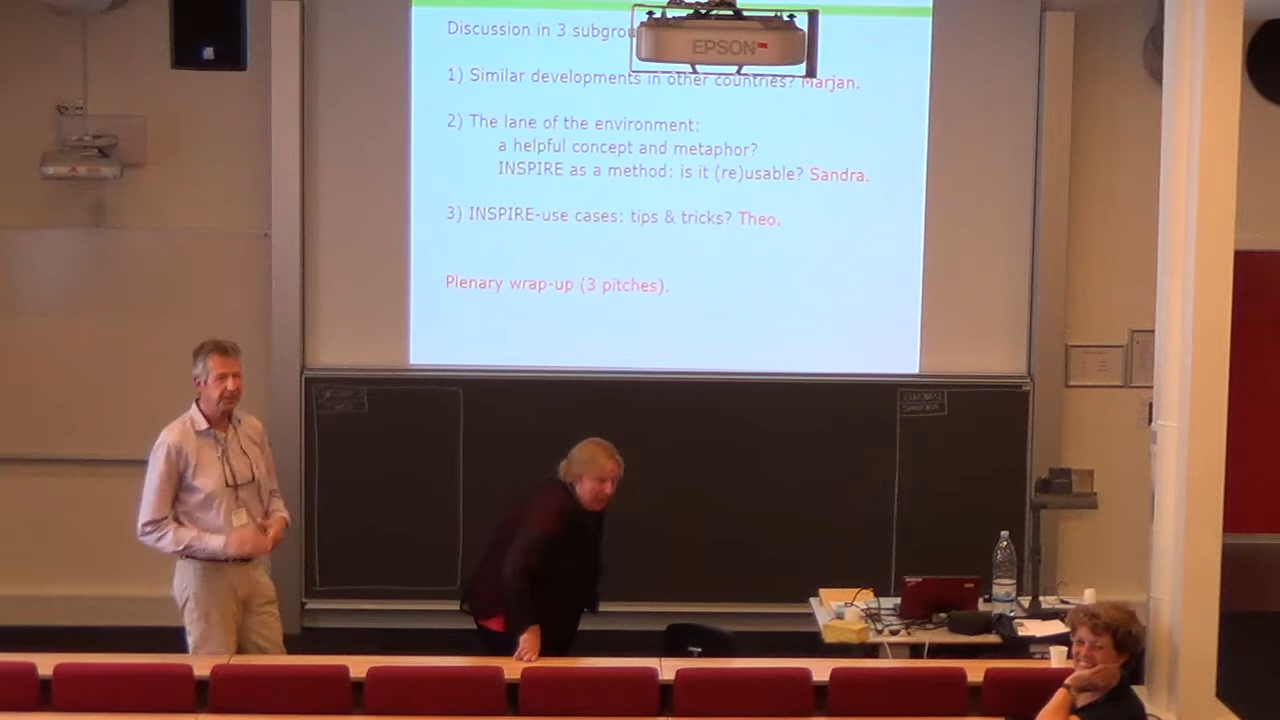 Discussion in 3 subgrou
EPSON
1) Similar developments in other countries? Marjan.
2) The lane of the environment:
a helpful concept and metaphor?
INSPIRE as a method: is it (re)usable? Sandra.
3) INSPIRE-use cases: tips & tricks? Theo.
Plenary wrap-up (3 pitches).
SANDRA